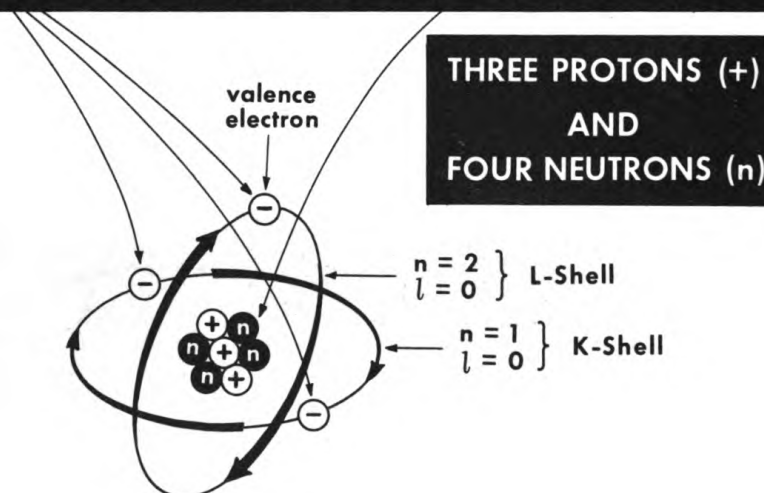 THREE PROTONS (+)
AND
FOUR NEUTRONS (n)
valence
electron
−
−
n = 2
l = 0 } L-Shell
+ n
n + n
n +
n = 1
l = 0 } K-Shell
−